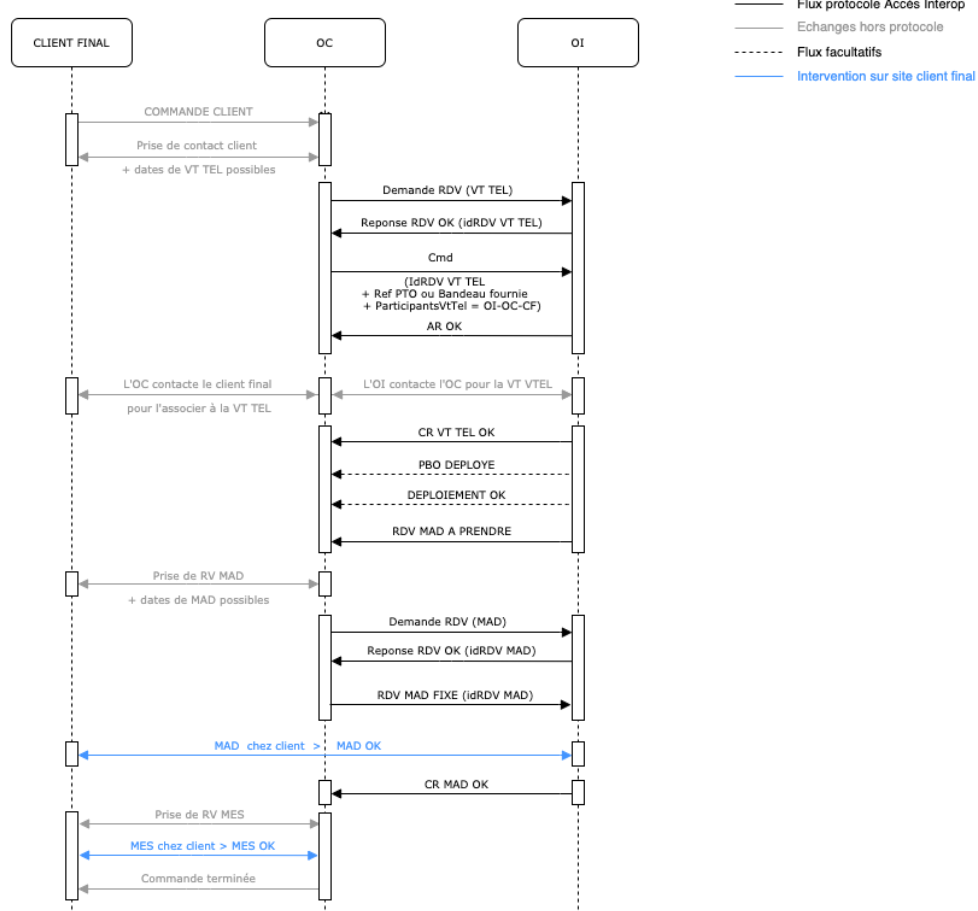 Flux protocole Accès Interop
Echanges hors protocole
Flux facultatifs
Intervention sur site client final
CLIENT FINAL
OC
OI
COMMANDE CLIENT
Prise de contact client
+ dates de VT TEL possibles
Demande RDV (VT TEL)
Reponse RDV OK (idRDV VT TEL)
Cmd
(IdRDV VT TEL
+ Ref PTO ou Bandeau fournie
+ ParticipantsVtTel = OI-OC-CF)
AR OK
L'OC contacte le client final
pour l'associer à la VT TEL
L'OI contacte l'OC pour la VT VTEL
CR VT TEL OK
PBO DEPLOYE
DEPLOIEMENT OK
RDV MAD A PRENDRE
Prise de RV MAD
+ dates de MAD possibles
Demande RDV (MAD)
Reponse RDV OK (idRDV MAD)
RDV MAD FIXE (idRDV MAD)
MAD chez client > MAD OK
CR MAD OK
Prise de RV MES
MES chez client > MES OK
Commande terminée